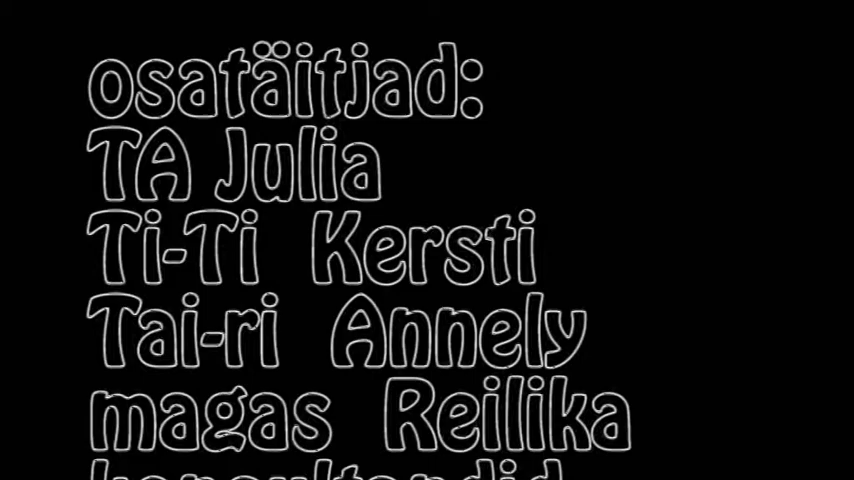 osatäitjad:
TA Julia
Ti-Ti Kersti
Tai-ri Annely
magas Reilika